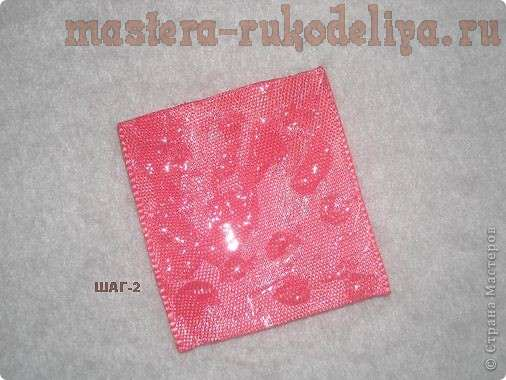 mastera-rukodeliya.ru
ШАГ-2
© Страна Мастеров